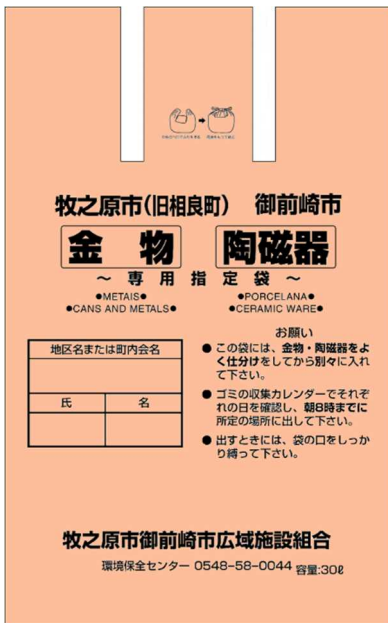 牧之原市(旧相良町) 御前崎市
金物 陶磁器
～専用指定袋～
●METAIS● ●PORCELANA●
●CANS AND METALS● ●CERAMIC WARE●
お願い
地区名または町内会名
氏 名
● この袋には、金物・陶磁器をよ
く仕分けをしてから別々に入れ
て下さい。
● ゴミの収集カレンダーでそれぞ
れの日を確認し、朝8時までに
所定の場所に出して下さい。
● 出すときには、袋の口をしっか
り縛って下さい。
牧之原市御前崎市広域施設組合
環境保全センター 0548-58-0044 容量:30ℓ